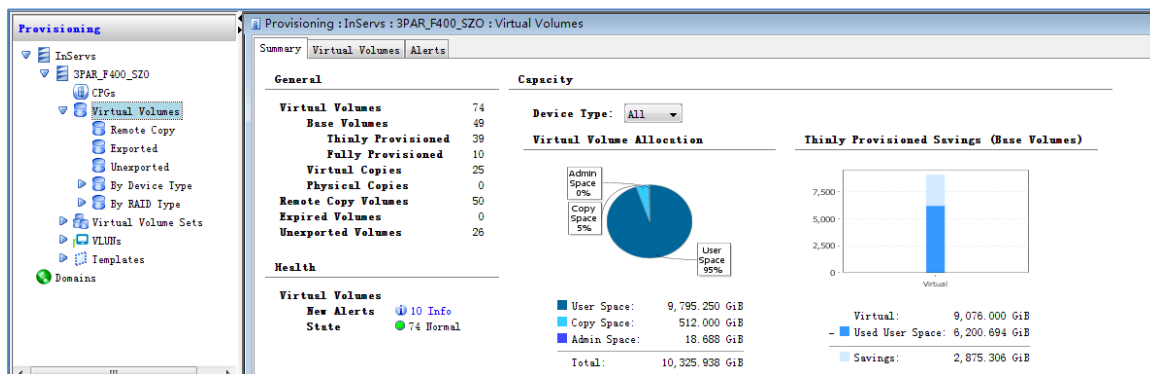 Provisioning
InServs
3PAR_F400_SZO
CPGs
Virtual Volumes
Remote Copy
Exported
Unexported
By Device Type
By RAID Type
Virtual Volume Sets
VLUNs
Templates
Domains
Provisioning : InServs : 3PAR_F400_SZO : Virtual Volumes
Summary Virtual Volumes Alerts
General
Virtual Volumes 74
Base Volumes 49
Thinly Provisioned 39
Fully Provisioned 10
Virtual Copies 25
Physical Copies 0
Remote Copy Volumes 50
Expired Volumes 0
Unexported Volumes 26
Health
Virtual Volumes
New Alerts 10 Info
State 74 Normal
Capacity
Device Type: All
Virtual Volume Allocation
Admin
Space
0%
Copy
Space
5%
User
Space
95%
User Space: 9,795.250 GiB
Copy Space: 512.000 GiB
Admin Space: 18.688 GiB
Total: 10,325.938 GiB
Thinly Provisioned Savings (Base Volumes)
7,500
5,000
2,500
0
Virtual
Virtual: 9,076.000 GiB
- Used User Space: 6,200.694 GiB
Savings: 2,875.306 GiB